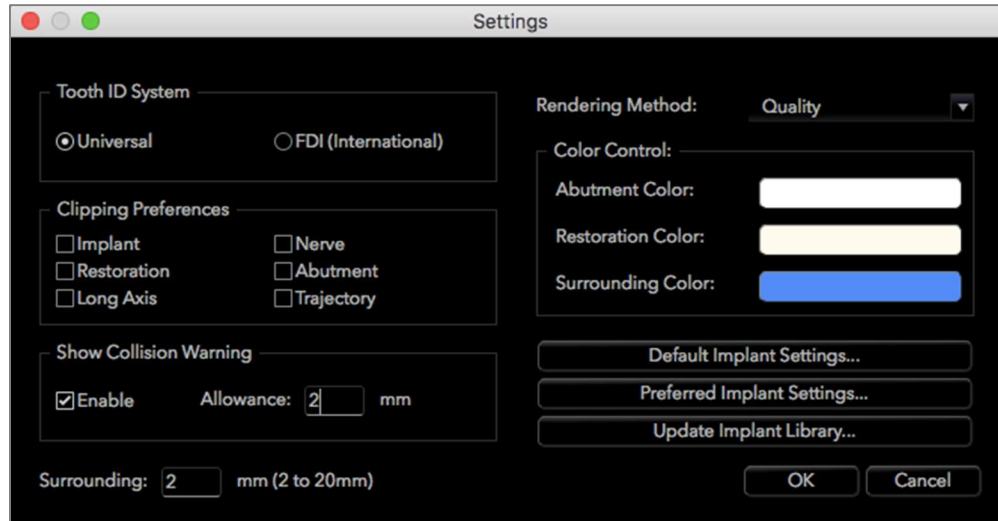 Settings
Tooth ID System
Universal
FDI (International)
Clipping Preferences
Implant
Nerve
Restoration
Abutment
Long Axis
Trajectory
Show Collision Warning
Enable
Allowance: 2 mm
Surrounding: 2 mm (2 to 20mm)
Rendering Method: Quality
Color Control:
Abutment Color:
Restoration Color:
Surrounding Color:
Default Implant Settings...
Preferred Implant Settings...
Update Implant Library...
OK
Cancel